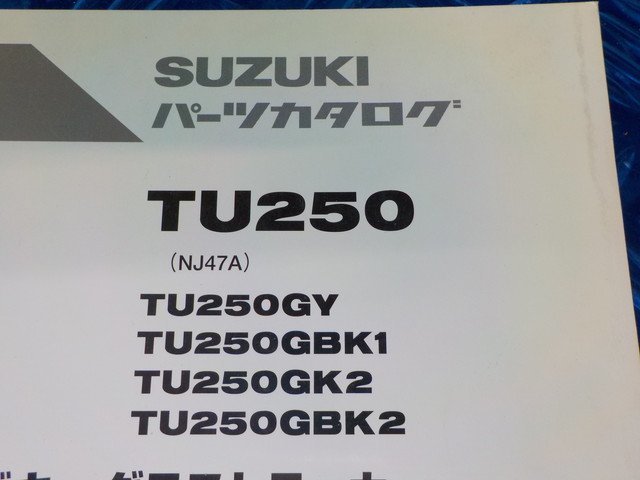 SUZUKI
パーツカタログ
TU250
(NJ47A)
TU250GY
TU250GBK1
TU250GK2
TU250GBK2